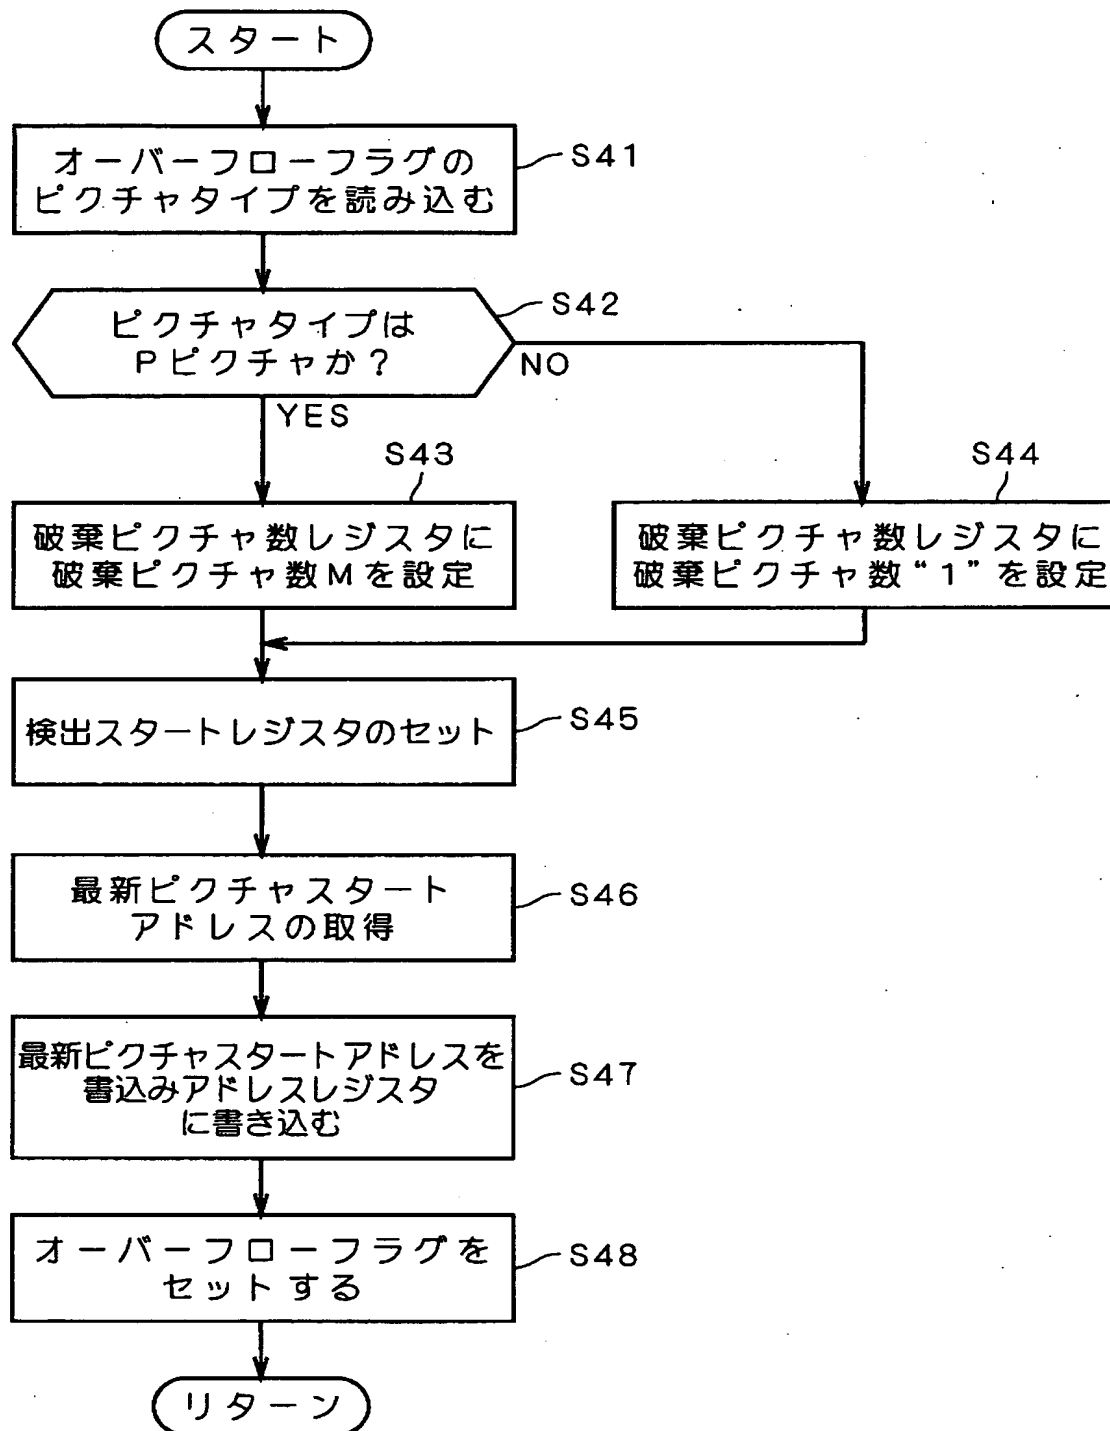 スタート
オーバーフローフラグの
ピクチャタイプを読み込む
S41
ピクチャタイプは
Pピクチャか?
S42
NO
YES
S43
破棄ピクチャ数レジスタに
破棄ピクチャ数Mを設定
S44
破棄ピクチャ数レジスタに
破棄ピクチャ数“1”を設定
検出スタートレジスタのセット
S45
最新ピクチャスタート
アドレスの取得
S46
最新ピクチャスタートアドレスを
書込みアドレスレジスタ
に書き込む
S47
オーバーフローフラグを
セットする
S48
リターン